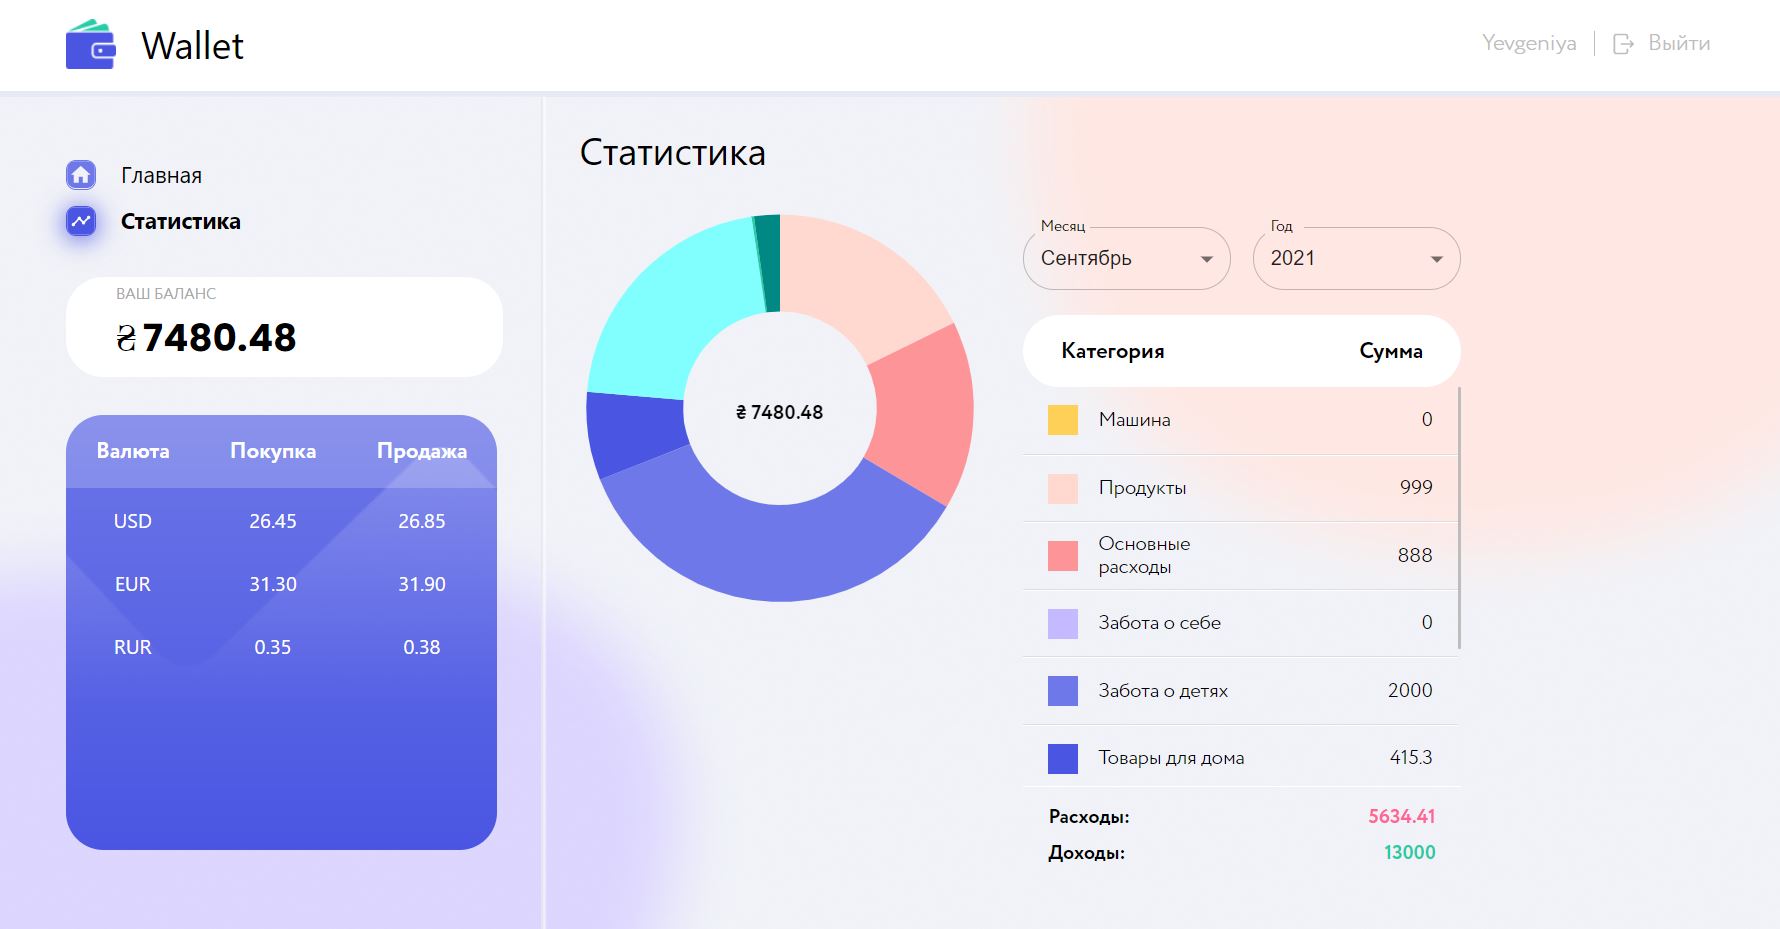 Wallet
Yevgeniya
Выйти
Главная
Статистика
ВАШ БАЛАНС
₴ 7480.48
Валюта Покупка Продажа
USD 26.45 26.85
EUR 31.30 31.90
RUR 0.35 0.38
Статистика
₴ 7480.48
Месяц
Сентябрь
Год
2021
Категория Сумма
Машина 0
Продукты 999
Основные
расходы 888
Забота о себе 0
Забота о детях 2000
Товары для дома 415.3
Расходы: 5634.41
Доходы: 13000